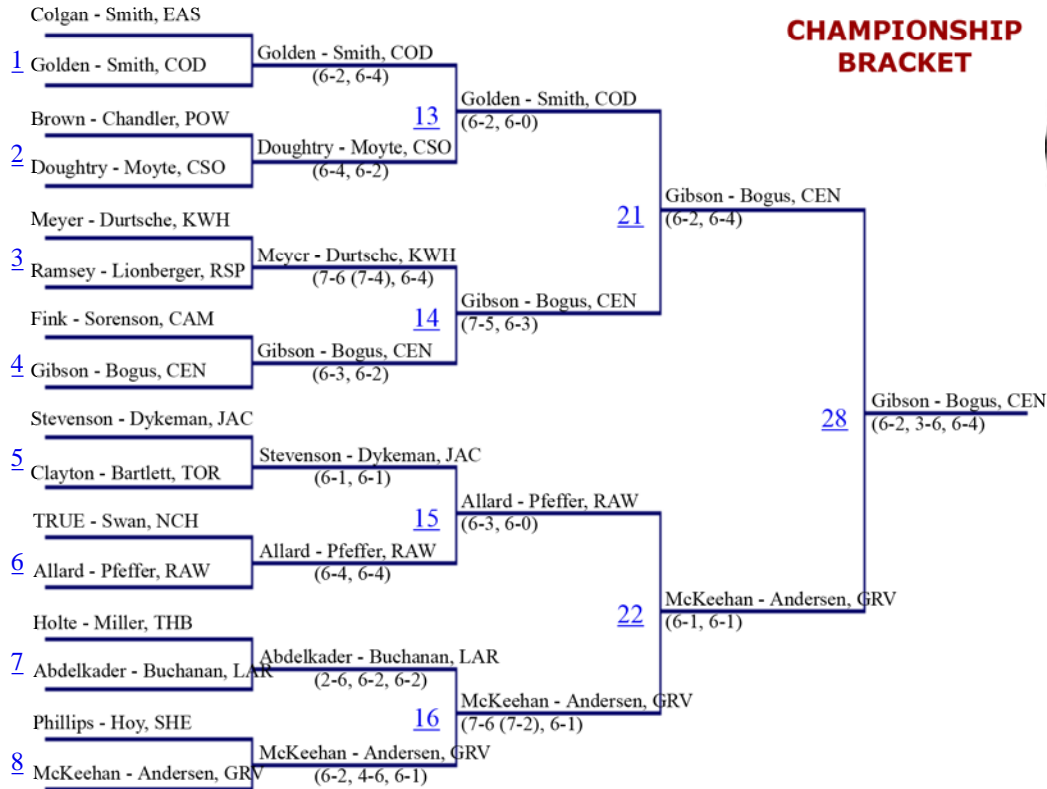 CHAMPIONSHIP
BRACKET
Colgan - Smith, EAS
1
Golden - Smith, COD
Golden - Smith, COD
(6-2, 6-4)
Brown - Chandler, POW
2
Doughtry - Moyte, CSO
Doughtry - Moyte, CSO
(6-4, 6-2)
13
Golden - Smith, COD
(6-2, 6-0)
Meyer - Durtsche, KWH
3
Ramsey - Lionberger, RSP
Meyer - Durtsche, KWH
(7-6 (7-4), 6-4)
Fink - Sorenson, CAM
4
Gibson - Bogus, CEN
Gibson - Bogus, CEN
(6-3, 6-2)
14
Gibson - Bogus, CEN
(7-5, 6-3)
21
Gibson - Bogus, CEN
(6-2, 6-4)
Stevenson - Dykeman, JAC
5
Clayton - Bartlett, TOR
Stevenson - Dykeman, JAC
(6-1, 6-1)
TRUE - Swan, NCH
6
Allard - Pfeffer, RAW
Allard - Pfeffer, RAW
(6-4, 6-4)
15
Allard - Pfeffer, RAW
(6-3, 6-0)
Holte - Miller, THB
7
Abdelkader - Buchanan, LAR
Abdelkader - Buchanan, LAR
(2-6, 6-2, 6-2)
Phillips - Hoy, SHE
8
McKeehan - Andersen, GRV
McKeehan - Andersen, GRV
(6-2, 4-6, 6-1)
16
McKeehan - Andersen, GRV
(7-6 (7-2), 6-1)
22
McKeehan - Andersen, GRV
(6-1, 6-1)
28
Gibson - Bogus, CEN
(6-2, 3-6, 6-4)